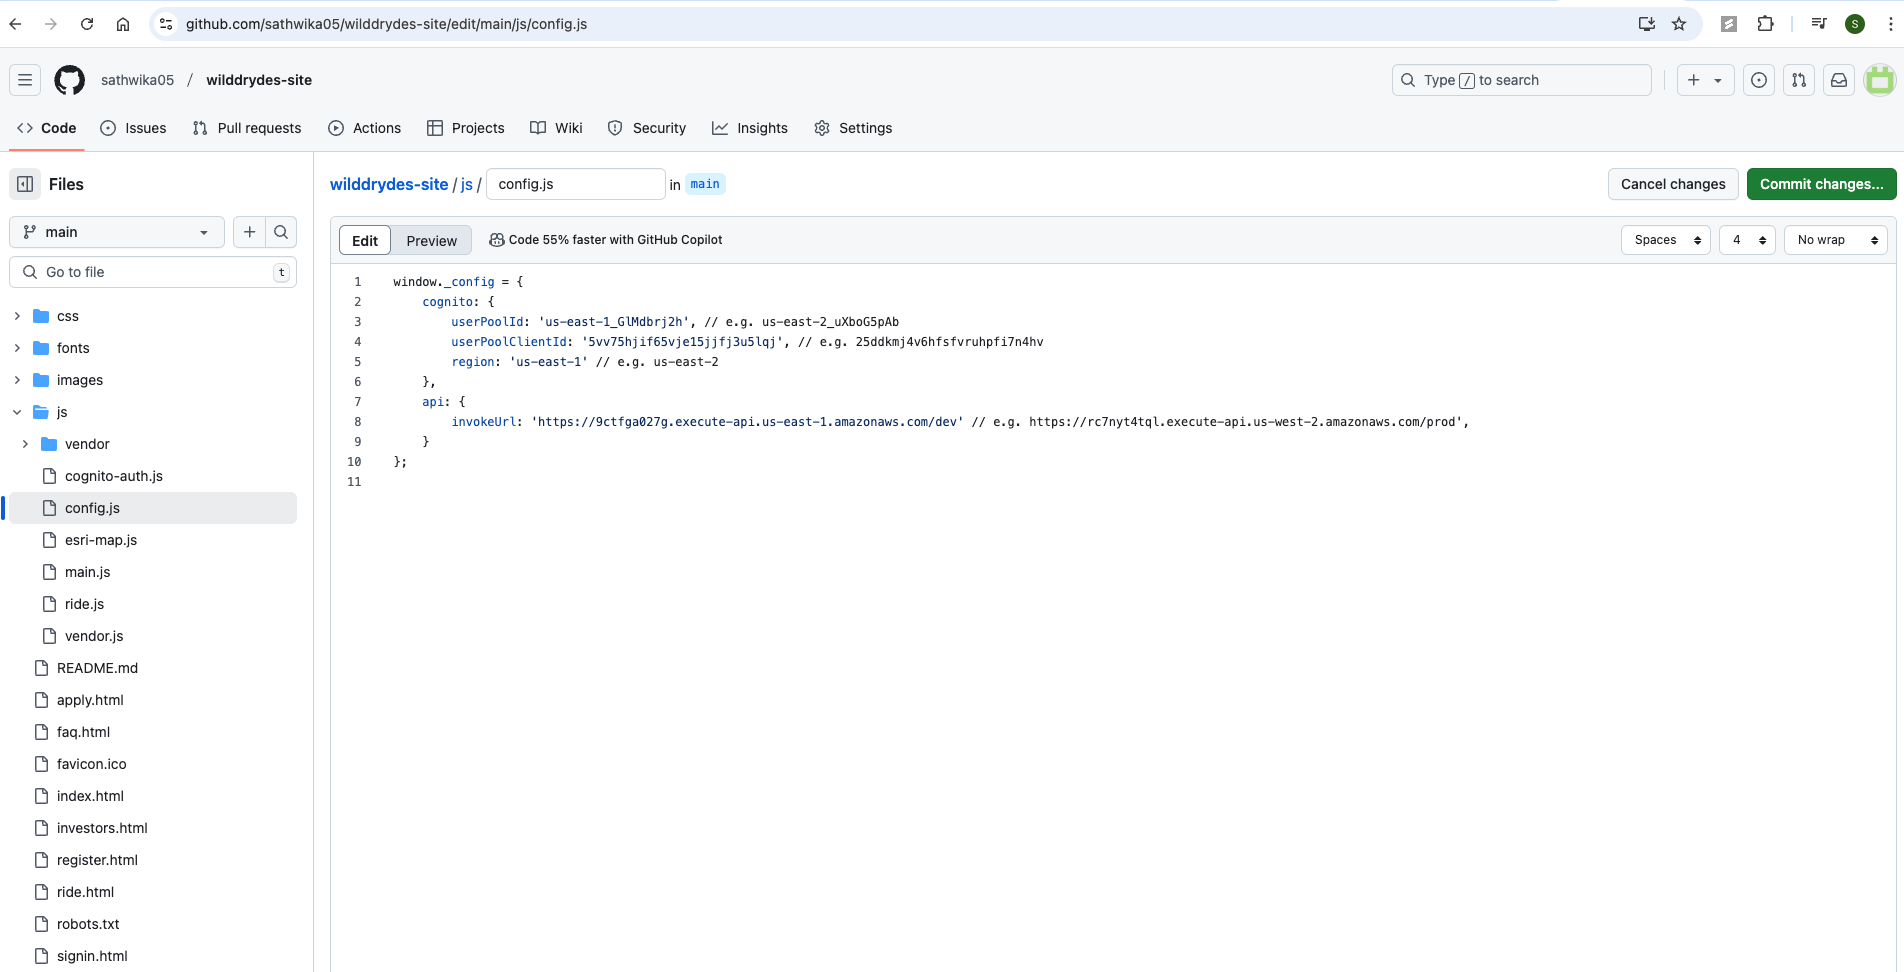 github.com/sathwika05/wilddrydes-site/edit/main/js/config.js
S
sathwika05 / wilddrydes-site
Type / to search
Code
Issues
Pull requests
Actions
Projects
Wiki
Security
Insights
Settings
Files
main
Go to file
t
css
fonts
images
js
vendor
cognito-auth.js
config.js
esri-map.js
main.js
ride.js
vendor.js
README.md
apply.html
faq.html
favicon.ico
index.html
investors.html
register.html
ride.html
robots.txt
signin.html
wilddrydes-site / js / config.js in main
Cancel changes
Commit changes...
Edit
Preview
Code 55% faster with GitHub Copilot
Spaces
4
No wrap
1 window._config = {
2     cognito: {
3         userPoolId: 'us-east-1_GlMdbrj2h', // e.g. us-east-2_uXboG5pAb
4         userPoolClientId: '5vv75hjif65vje15jjfj3u5lqj', // e.g. 25ddkmj4v6hfsfvruhpfi7n4hv
5         region: 'us-east-1' // e.g. us-east-2
6     },
7     api: {
8         invokeUrl: 'https://9ctfga027g.execute-api.us-east-1.amazonaws.com/dev' // e.g. https://rc7nyt4tql.execute-api.us-west-2.amazonaws.com/prod',
9     }
10 };
11